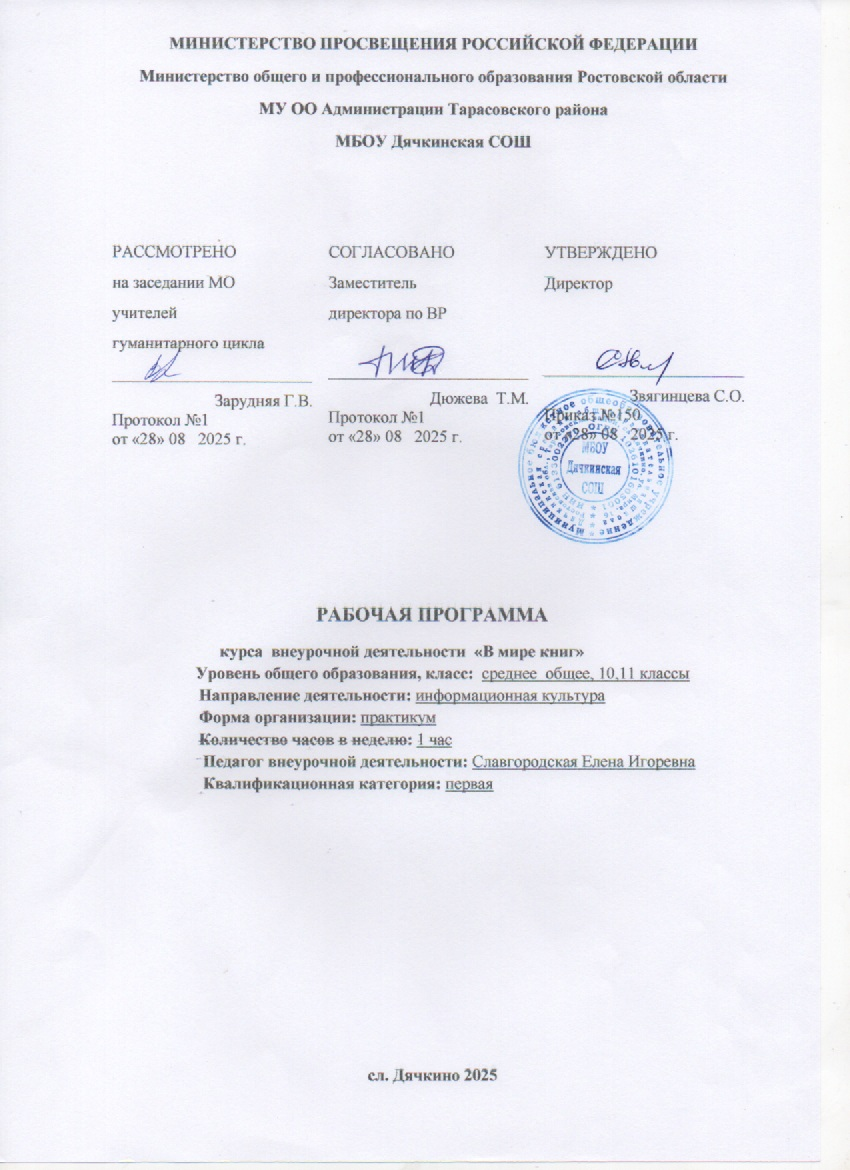 МИНИСТЕРСТВО ПРОСВЕЩЕНИЯ РОССИЙСКОЙ ФЕДЕРАЦИИ
Министерство общего и профессионального образования Ростовской области
МУ ОО Администрации Тарасовского района
МБОУ Дячкинская СОШ
РАССМОТРЕНО
на заседании МО
учителей
гуманитарного цикла
Зарудняя Г.В.
Протокол №1
от «28» 08 2025 г.
СОГЛАСОВАНО
Заместитель
директора по ВР
Дюжева Т.М.
Протокол №1
от «28» 08 2025 г.
УТВЕРЖДЕНО
Директор
Звягинцева С.О.
Приказ №150
от «28» 08 2025 г.
МБОУ
Дячкинская
СОШ
РАБОЧАЯ ПРОГРАММА
курса внеурочной деятельности «В мире книг»
Уровень общего образования, класс: среднее общее, 10,11 классы
Направление деятельности: информационная культура
Форма организации: практикум
Количество часов в неделю: 1 час
Педагог внеурочной деятельности: Славгородская Елена Игоревна
Квалификационная категория: первая
сл. Дячкино 2025